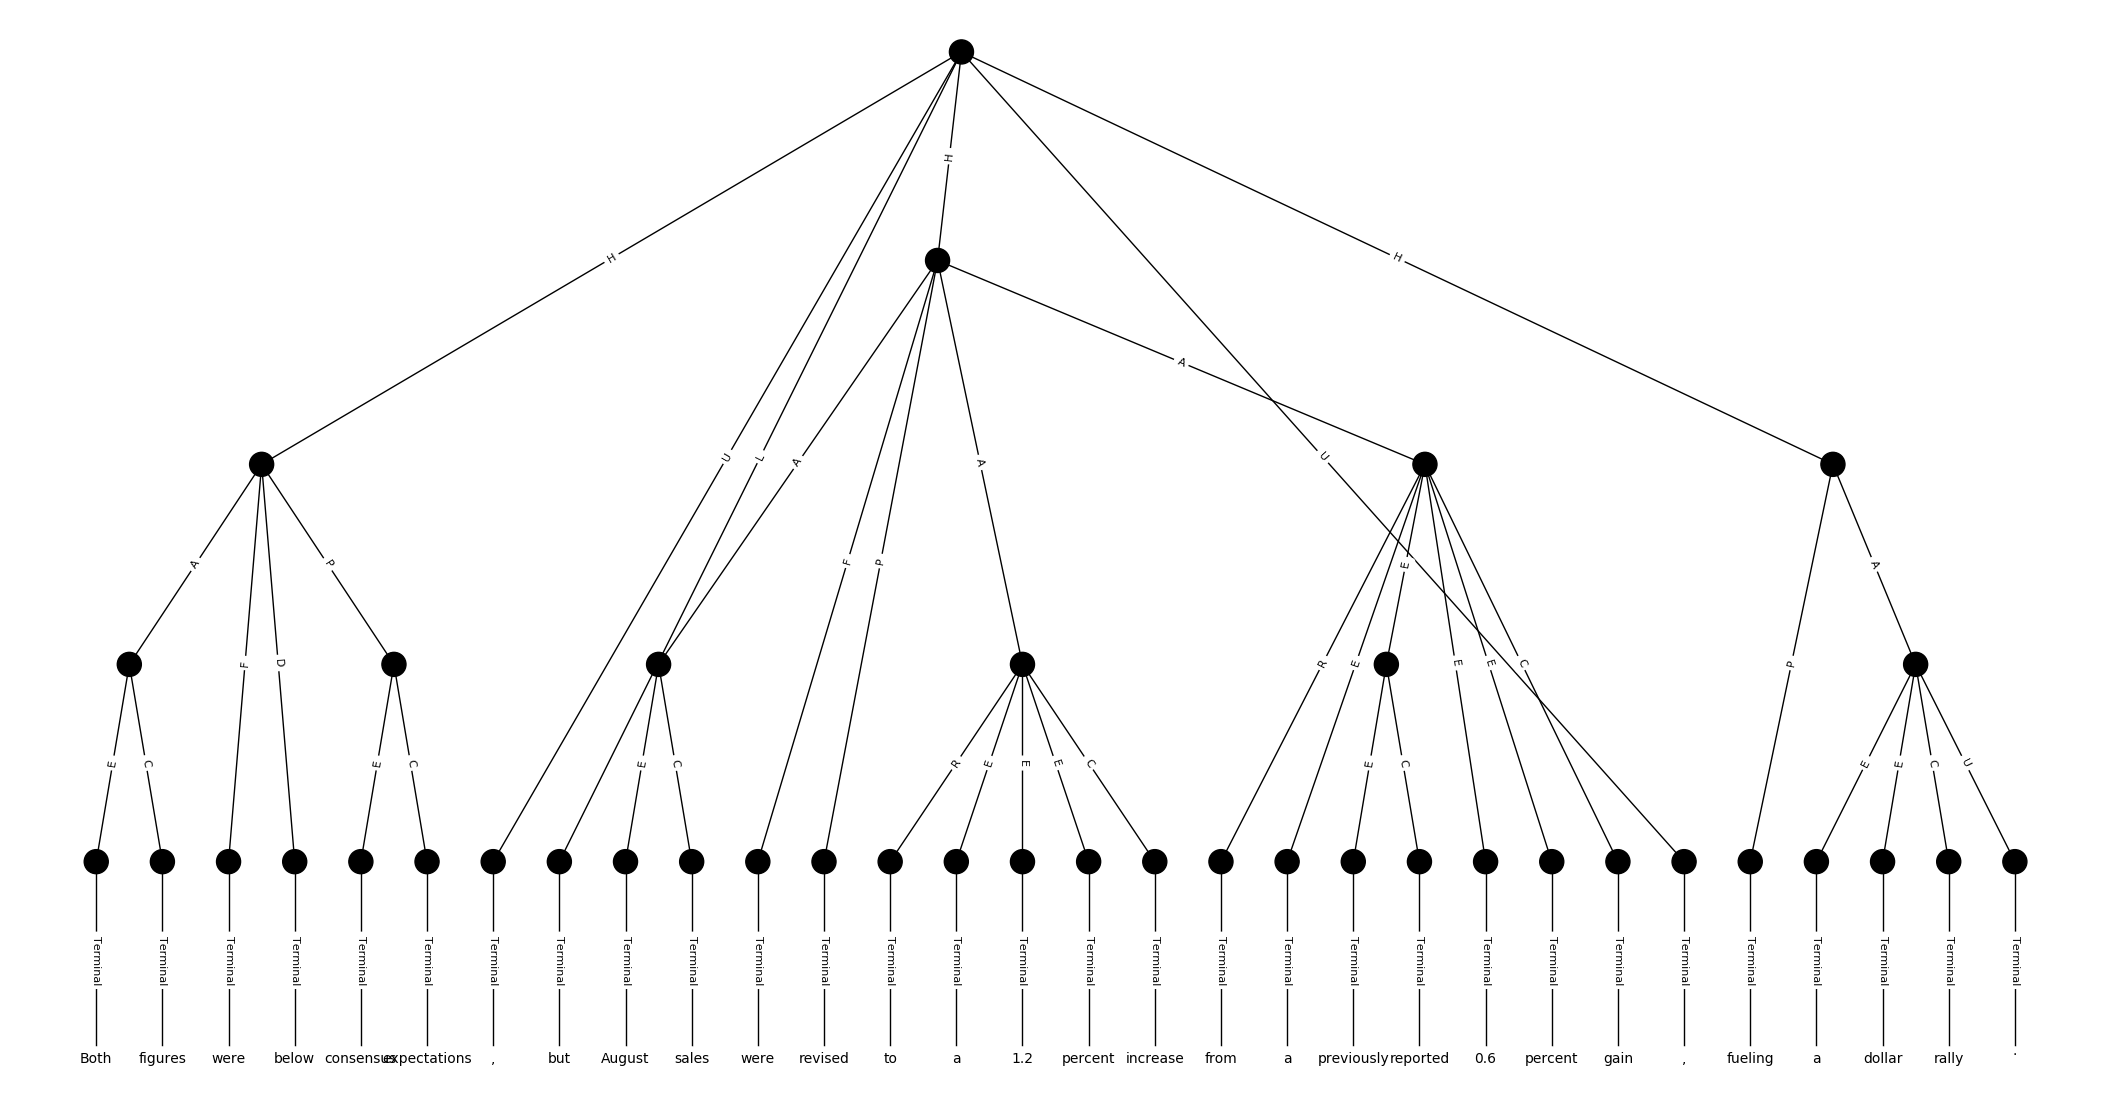 H
H
H
A
U
L
A
A
U
A
P
F
P
E
A
F
D
R
E
E
E
C
P
E
C
E
C
E
C
R
E
E
E
C
E
C
E
E
C
U
Terminal Terminal Terminal Terminal Terminal Terminal Terminal Terminal Terminal Terminal Terminal Terminal Terminal Terminal Terminal Terminal Terminal Terminal Terminal Terminal Terminal Terminal Terminal Terminal Terminal Terminal Terminal Terminal Terminal Terminal
Both figures were below consensus expectations , but August sales were revised to a 1.2 percent increase from a previously reported 0.6 percent gain , fueling a dollar rally .